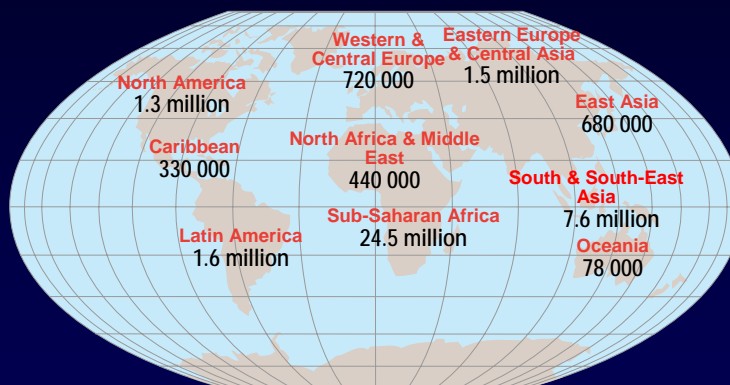 Western &
Central Europe
720 000
Eastern Europe
& Central Asia
1.5 million
North America
1.3 million
East Asia
680 000
Caribbean
330 000
North Africa & Middle
East
440 000
South & South-East
Asia
7.6 million
Sub-Saharan Africa
24.5 million
Latin America
1.6 million
Oceania
78 000